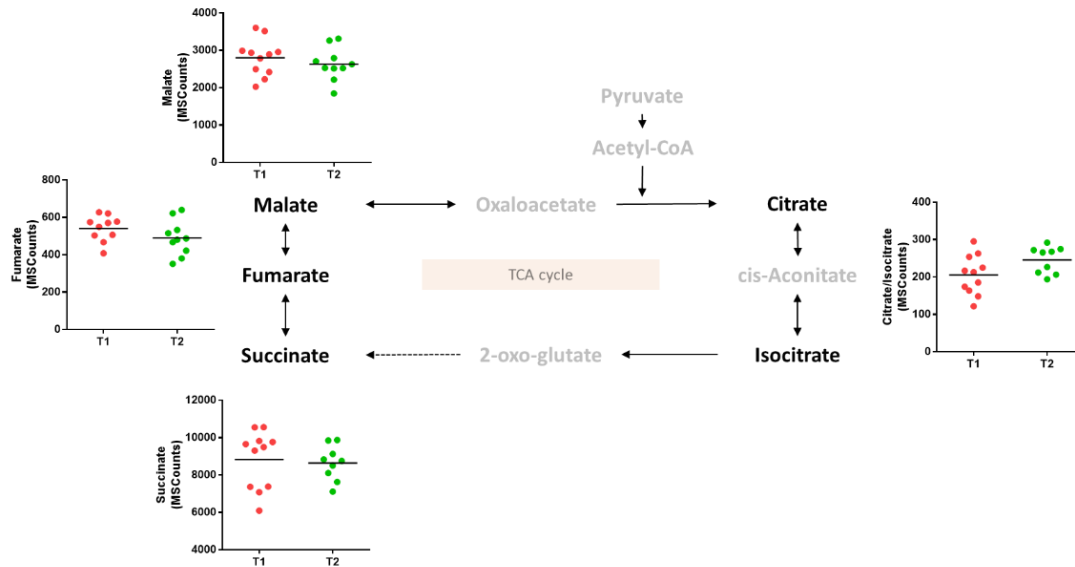 Malate
(MSCounts)
4000
3000
2000
1000
0
T1 T2
Pyruvate
Acetyl-CoA
Fumarate
(MSCounts)
800
600
400
200
0
T1 T2
Malate Oxaloacetate Citrate
Fumarate TCA cycle cis-Aconitate
Succinate 2-oxo-glutate Isocitrate
Citrate/Isocitrate
(MSCounts)
400
300
200
100
0
T1 T2
Succinate
(MSCounts)
12000
10000
8000
6000
4000
T1 T2